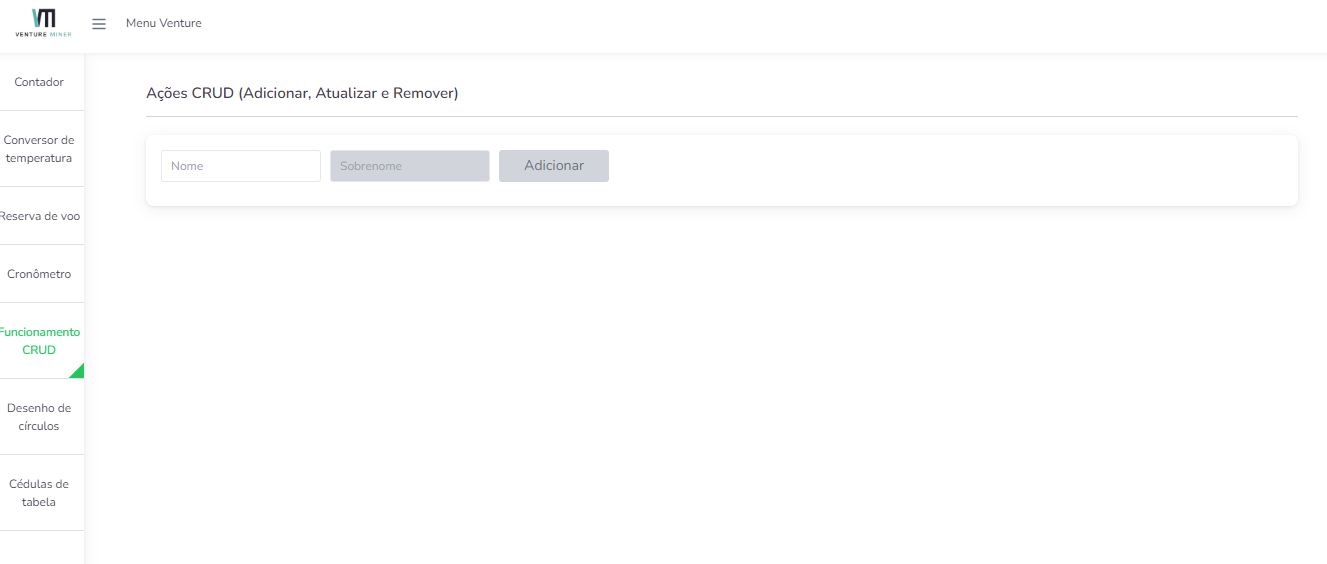 VM
VENTURE MINER
Menu Venture
Contador
Conversor de
temperatura
Reserva de voo
Cronômetro
Funcionamento
CRUD
Desenho de
círculos
Cédulas de
tabela
Ações CRUD (Adicionar, Atualizar e Remover)
Nome
Sobrenome
Adicionar